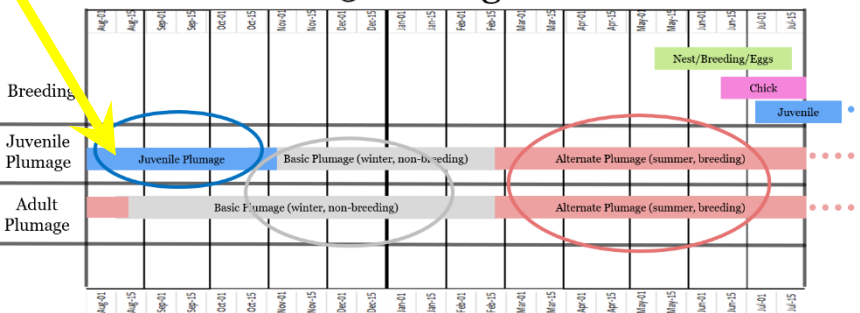 Aug-01 Aug-15 Sep-01 Sep-15 Oct-01 Oct-15 Nov-01 Nov-15 Dec-01 Dec-15 Jan-01 Jan-15 Feb-01 Feb-15 Mar-01 Mar-15 Apr-01 Apr-15 May-01 May-15 Jun-01 Jun-15 Jul-01 Jul-15
Nest/Breeding/Eggs
Breeding
Chick
Juvenile
Juvenile
Plumage
Juvenile Plumage
Basic Plumage (winter, non-breeding)
Alternate Plumage (summer, breeding)
Adult
Plumage
Basic Plumage (winter, non-breeding)
Alternate Plumage (summer, breeding)
Aug-01 Aug-15 Sep-01 Sep-15 Oct-01 Oct-15 Nov-01 Nov-15 Dec-01 Dec-15 Jan-01 Jan-15 Feb-01 Feb-15 Mar-01 Mar-15 Apr-01 Apr-15 May-01 May-15 Jun-01 Jun-15 Jul-01 Jul-15